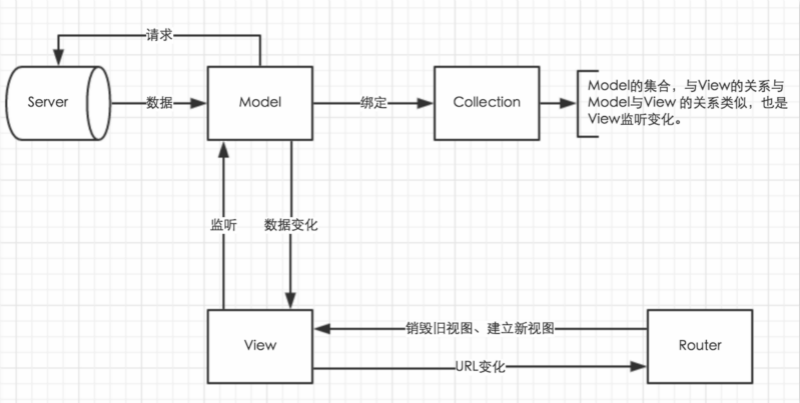 请求
Server
数据
Model
绑定
Collection
Model的集合，与View的关系与
Model与View 的关系类似，也是
View监听变化。
监听
数据变化
销毁旧视图、建立新视图
View
Router
URL变化